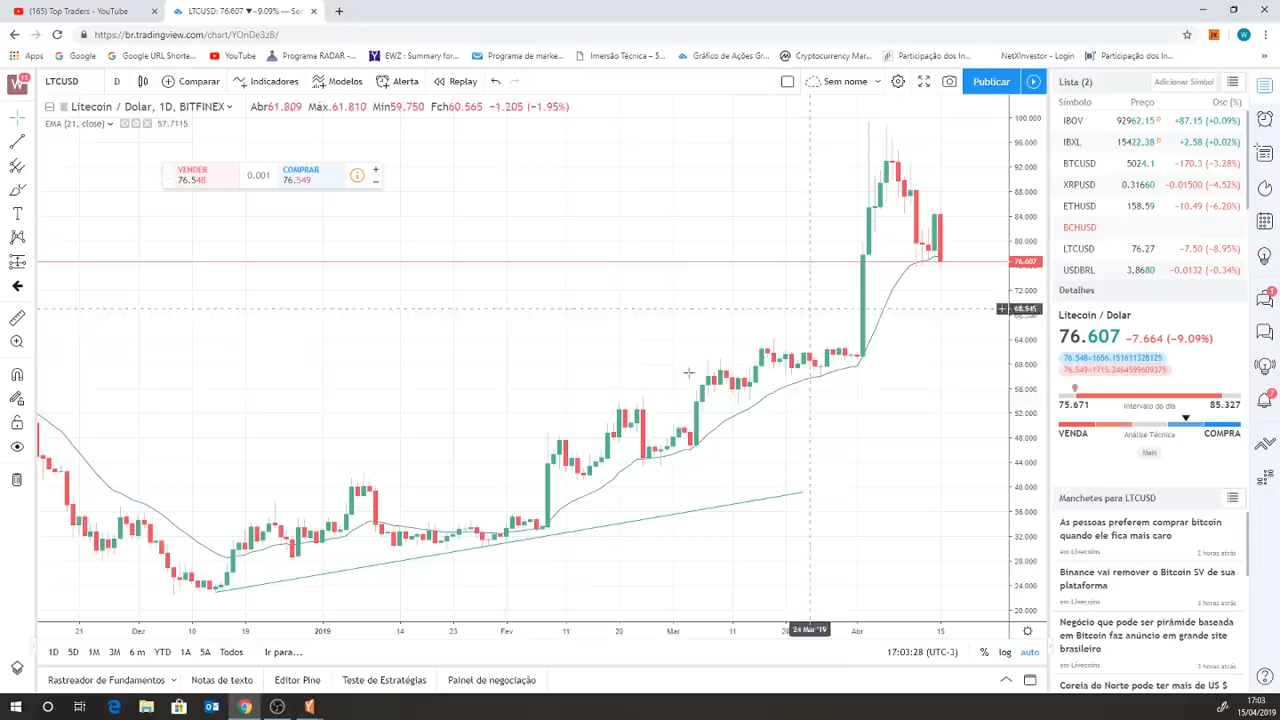 (165) Top Traders - YouTube
LTCUSD: 76.607 ▼−9.09% — Sem
https://br.tradingview.com/chart/YOnDe3z8/
Apps
Google
Google URL Shorte...
YouTube
Programa RADAR -...
EWZ : Summary for...
Programa de marke...
Imersão Técnica – 5...
Gráfico de Ações Gr...
Cryptocurrency Mar...
Participação dos In...
NetXInvestor - Login
Participação dos In...
11
LTCUSD
D
Comparar
Indicadores
Modelos
Alerta
Replay
Sem nome
Publicar
Litecoin / Dolar, 1D, BITFINEX
Abr61.809 Máx.61.810 Mín59.750 Fch60.565 −1.205 (−1.95%)
EMA (21, close)
57.7115
VENDER
76.548
0.001
COMPRAR
76.549
100.000
96.000
92.000
88.000
84.000
80.000
76.607
72.000
68.945
64.000
60.000
56.000
52.000
48.000
44.000
40.000
36.000
32.000
28.000
24.000
20.000
21
Dez
10
19
2019
14
23
Fev
11
20
Mar
11
24 Mar '19
Abr
15
1D
5D
1M
3M
6 m
YTD
1A
5A
Todos
Ir para...
17:03:28 (UTC-3)
%
log
auto
Rastreador de Fundamentos
Notas de texto
Editor Pine
Teste de Estratégias
Painel de negociação
Lista (2)
Adicionar Símbol
Símbolo Preço Osc (%)
IBOV 92962.15 D +87.15 (+0.09%)
IBXL 15422.38 D +2.58 (+0.02%)
BTCUSD 5024.1 −170.3 (−3.28%)
XRPUSD 0.31660 −0.01500 (−4.52%)
ETHUSD 158.59 −10.49 (−6.20%)
BCHUSD
LTCUSD 76.27 −7.50 (−8.95%)
USDBRL 3.8680 −0.0132 (−0.34%)
Detalhes
Litecoin / Dolar
76.607 −7.664 (−9.09%)
76.548×1656.151611328125
76.549×1715.2464599609375
75.671
Intervalo do dia
85.327
VENDA
Análise Técnica
COMPRA
Mais
Manchetes para LTCUSD
As pessoas preferem comprar bitcoin
quando ele fica mais caro
em Livecoins
2 horas atrás
Binance vai remover o Bitcoin SV de sua
plataforma
em Livecoins
3 horas atrás
Negócio que pode ser pirâmide baseada
em Bitcoin faz anúncio em grande site
brasileiro
em Livecoins
3 horas atrás
Coreia do Norte pode ter mais de US $
1
7
17:03
15/04/2019